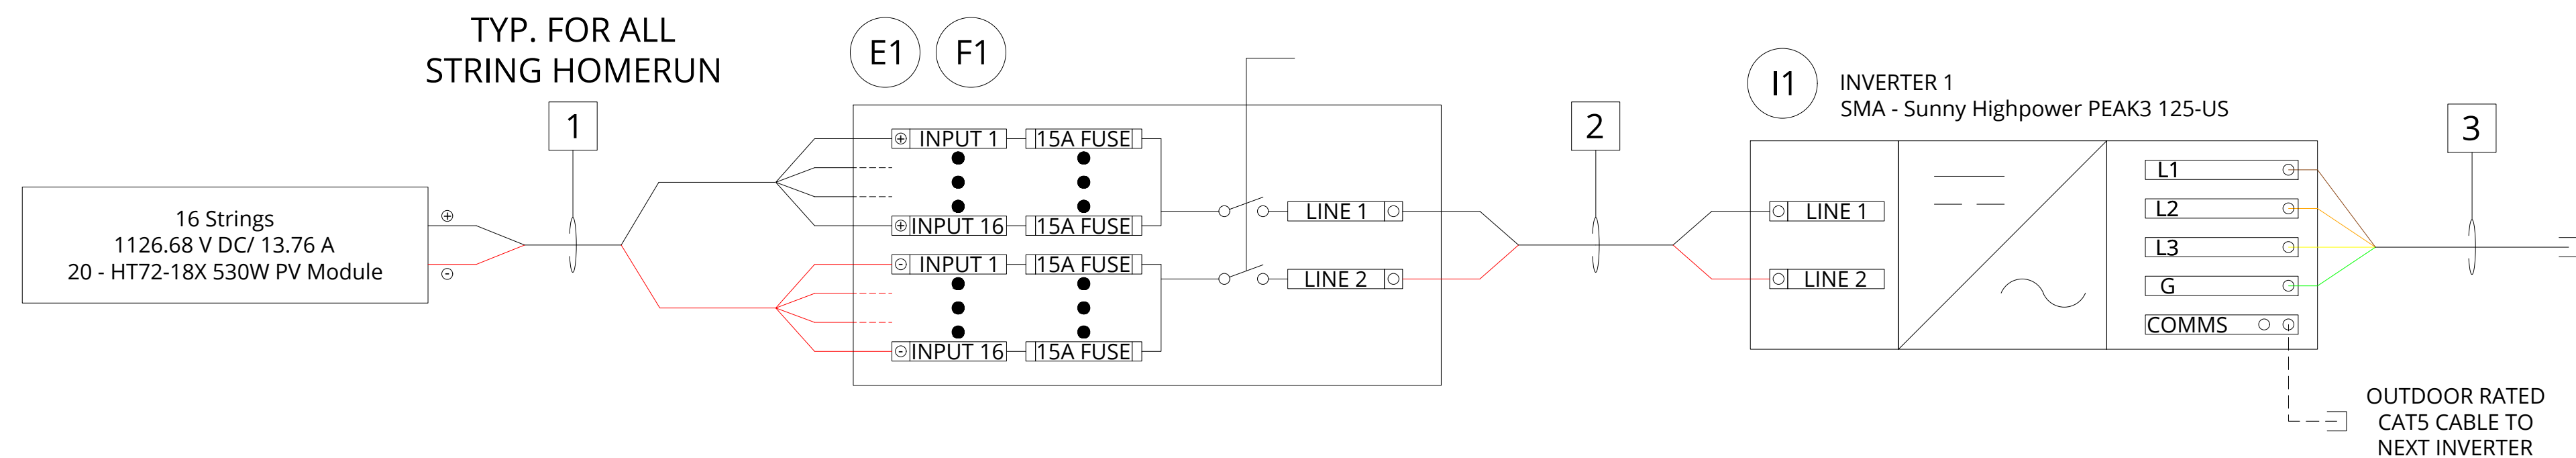 TYP. FOR ALL
STRING HOMERUN
1
16 Strings
1126.68 V DC/ 13.76 A
20 - HT72-18X 530W PV Module
+
-
E1
F1
+ INPUT 1 15A FUSE
+ INPUT 16 15A FUSE
- INPUT 1 15A FUSE
- INPUT 16 15A FUSE
LINE 1
LINE 2
2
I1
INVERTER 1
SMA - Sunny Highpower PEAK3 125-US
LINE 1
LINE 2
L1
L2
L3
G
COMMS
3
OUTDOOR RATED
CAT5 CABLE TO
NEXT INVERTER